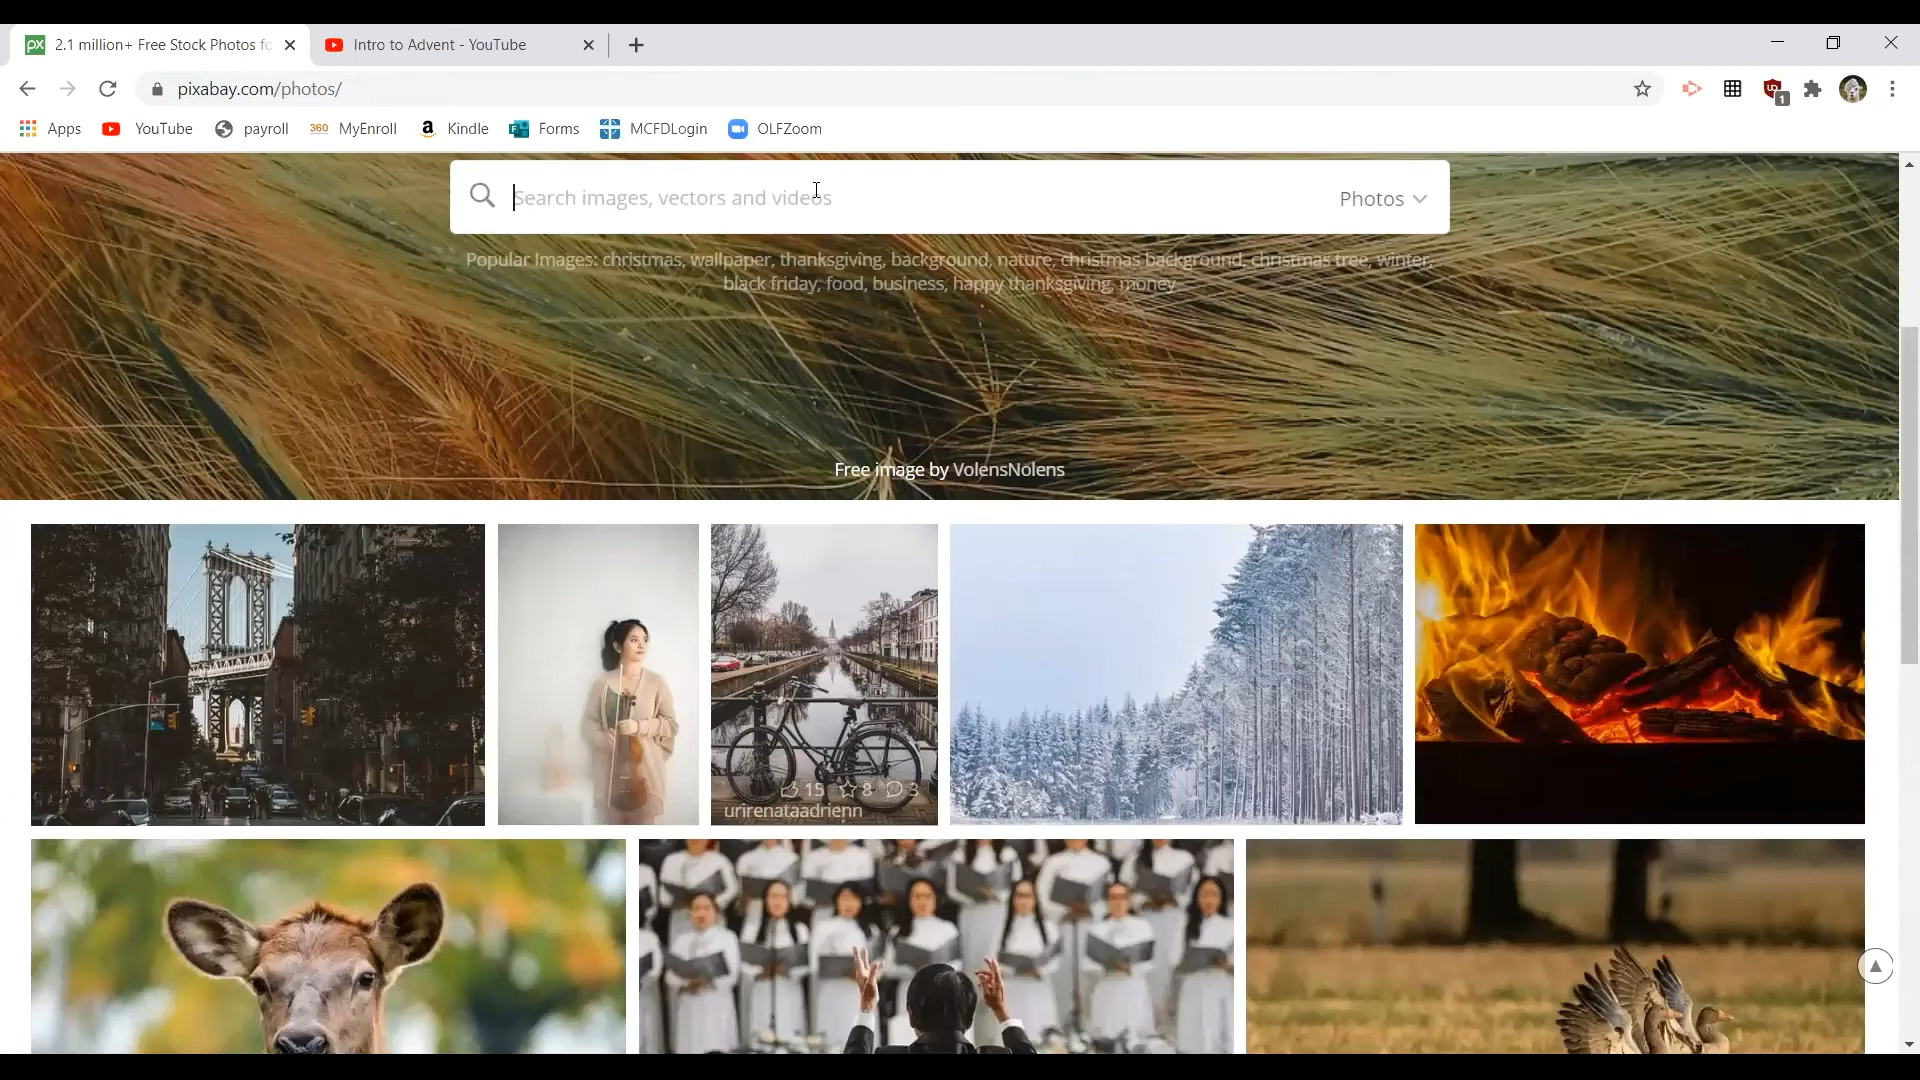 2.1 million+ Free Stock Photos fo
Intro to Advent - YouTube
pixabay.com/photos/
1
Apps
YouTube
payroll
360 MyEnroll
Kindle
Forms
MCFDLogin
OLFZoom
Search images, vectors and videos
Photos
Popular Images: christmas, wallpaper, thanksgiving, background, nature, christmas background, christmas tree, winter,
black friday, food, business, happy thanksgiving, money
Free image by VolensNolens
15 8 3
urirenataadrienn